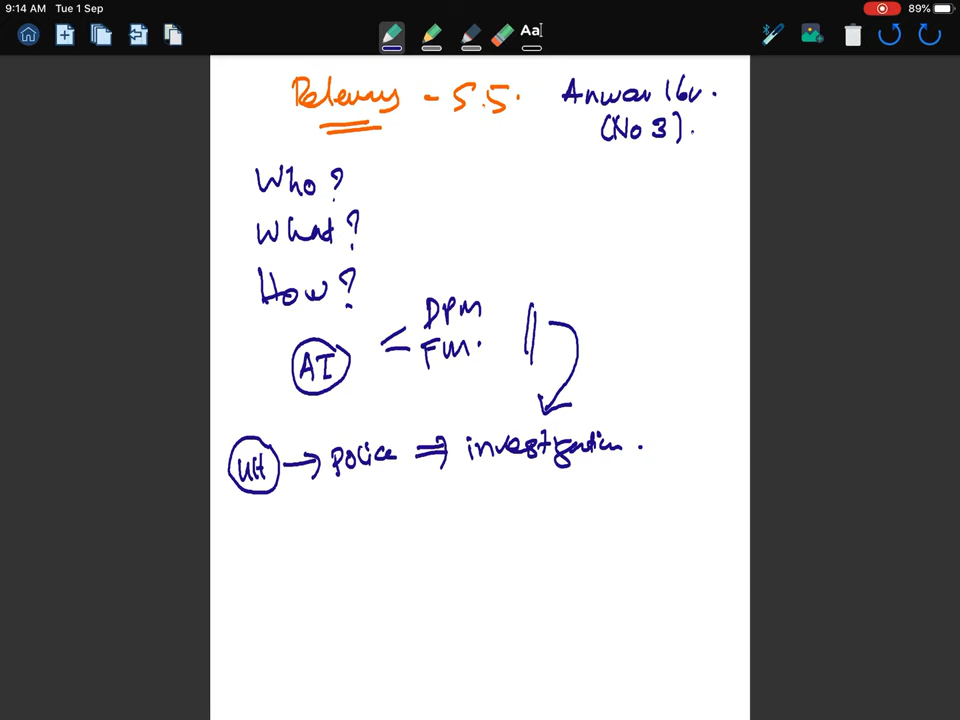 9:14 AM Tue 1 Sep
89%
Aa
Relevancy - S.5.
Anwar Ibr.
(No 3).
Who?
What?
How?
DPM
FM.
AI
UH → police ⇒ investigation.